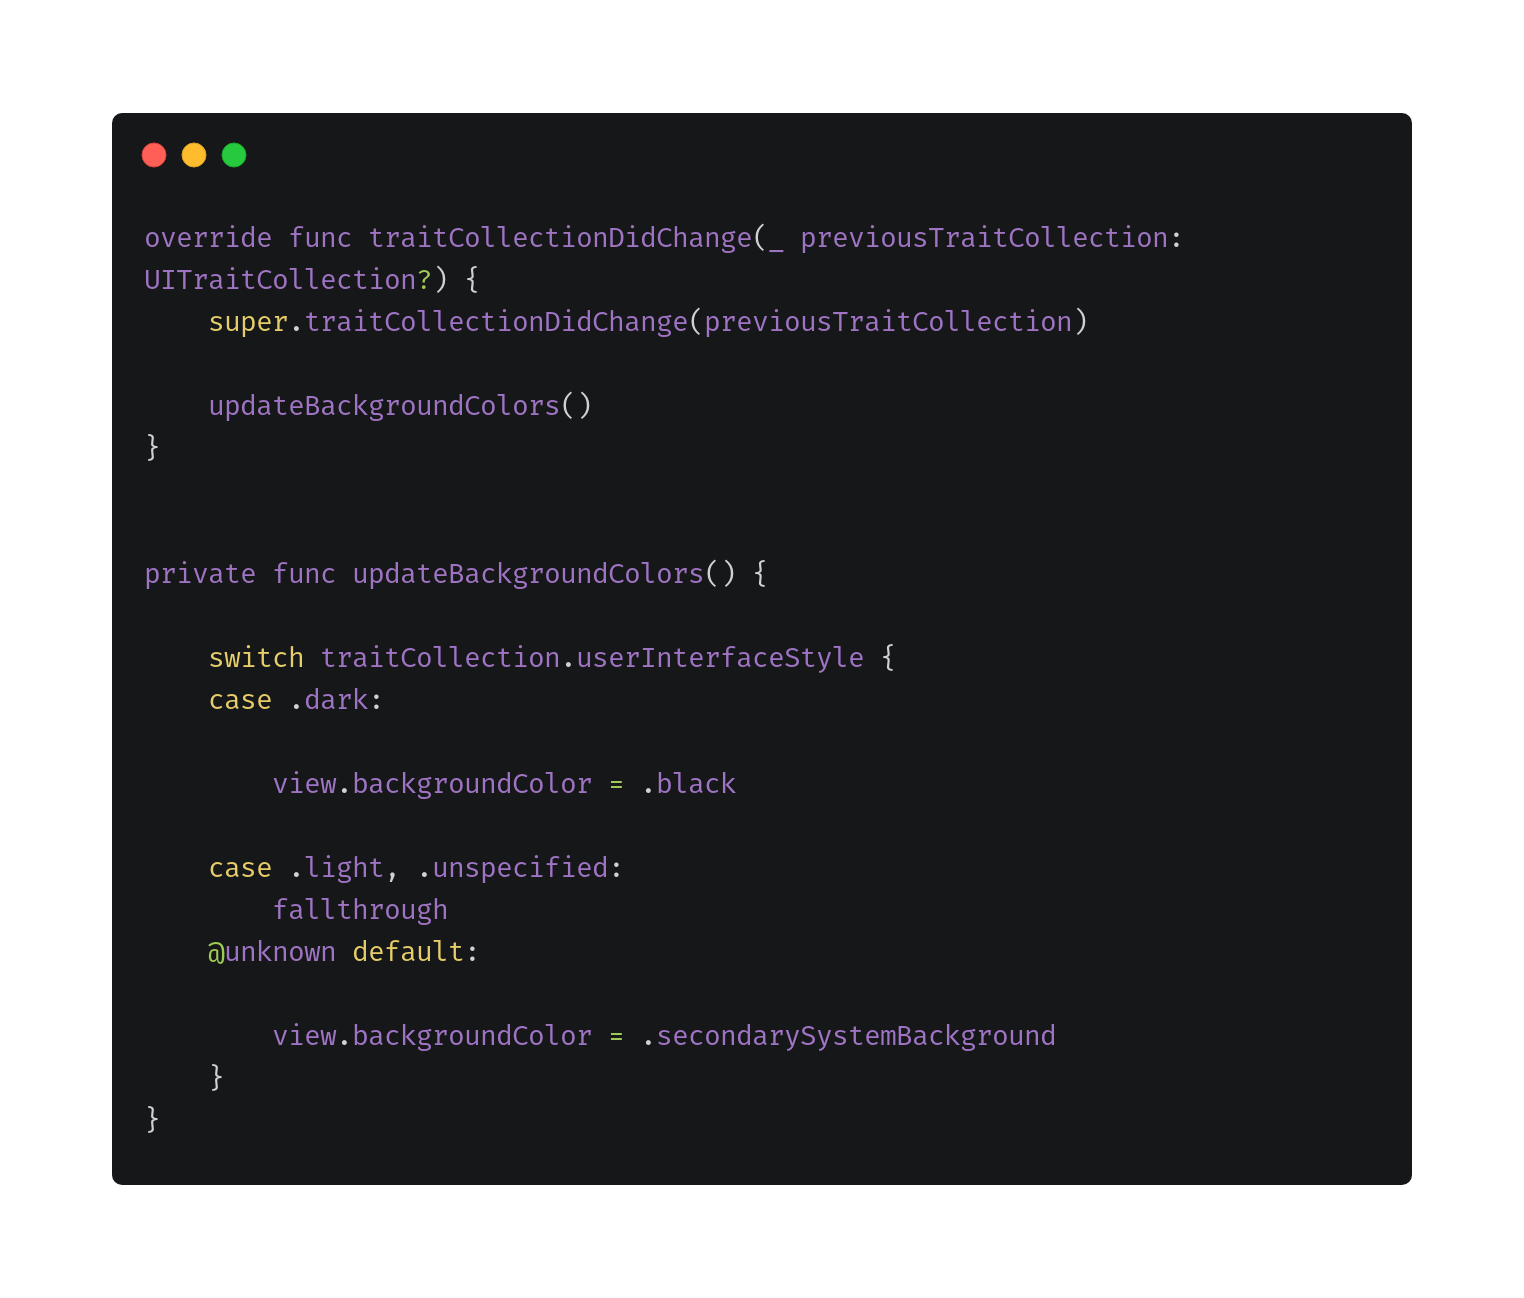 override func traitCollectionDidChange(_ previousTraitCollection:
UITraitCollection?) {
    super.traitCollectionDidChange(previousTraitCollection)

    updateBackgroundColors()
}


private func updateBackgroundColors() {

    switch traitCollection.userInterfaceStyle {
    case .dark:

        view.backgroundColor = .black

    case .light, .unspecified:
        fallthrough
    @unknown default:

        view.backgroundColor = .secondarySystemBackground
    }
}